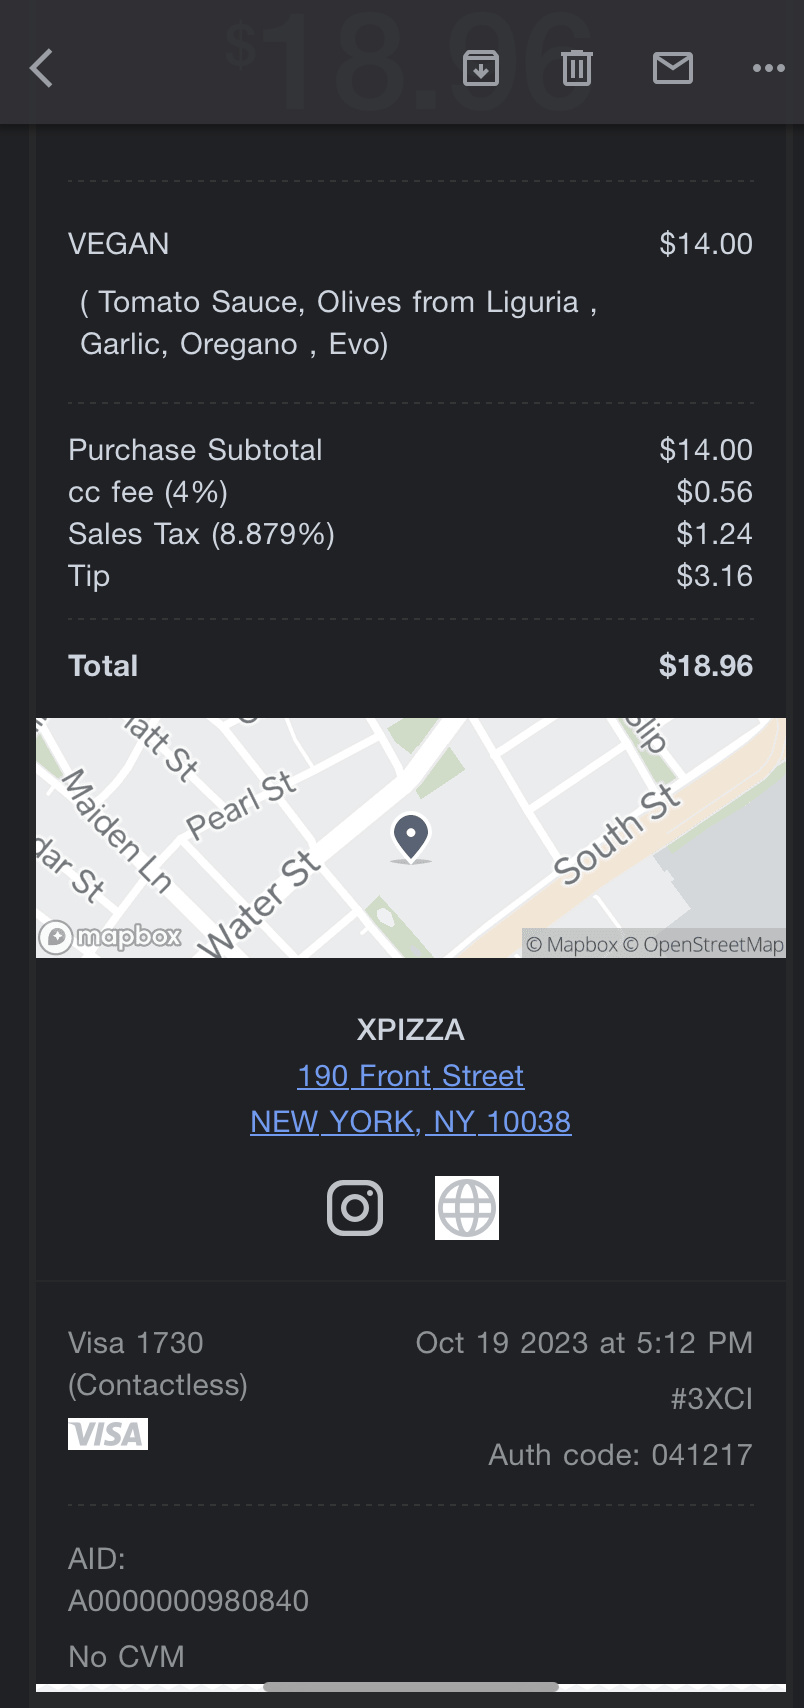 $18.96
VEGAN $14.00
( Tomato Sauce, Olives from Liguria ,
Garlic, Oregano , Evo)
Purchase Subtotal $14.00
cc fee (4%) $0.56
Sales Tax (8.879%) $1.24
Tip $3.16
Total $18.96
latt St
Slip
Maiden Ln
Pearl St
South St
dar St
Water St
mapbox
© Mapbox © OpenStreetMap
XPIZZA
190 Front Street
NEW YORK, NY 10038
Visa 1730 Oct 19 2023 at 5:12 PM
(Contactless) #3XCI
VISA
Auth code: 041217
AID:
A0000000980840
No CVM